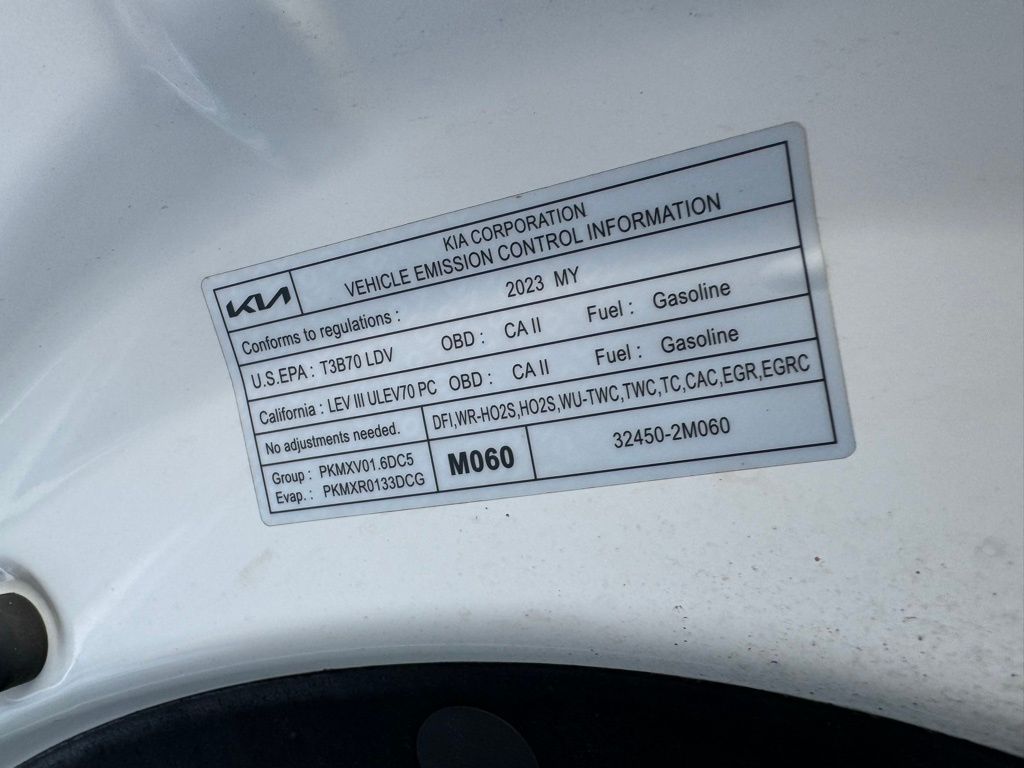 KIA CORPORATION
KIA VEHICLE EMISSION CONTROL INFORMATION
Conforms to regulations : 2023 MY
U.S.EPA : T3B70 LDV OBD : CA II Fuel : Gasoline
California : LEV III ULEV70 PC OBD : CA II Fuel : Gasoline
No adjustments needed. DFI,WR-HO2S,HO2S,WU-TWC,TWC,TC,CAC,EGR,EGRC
Group : PKMXV01.6DC5 M060 32450-2M060
Evap. : PKMXR0133DCG